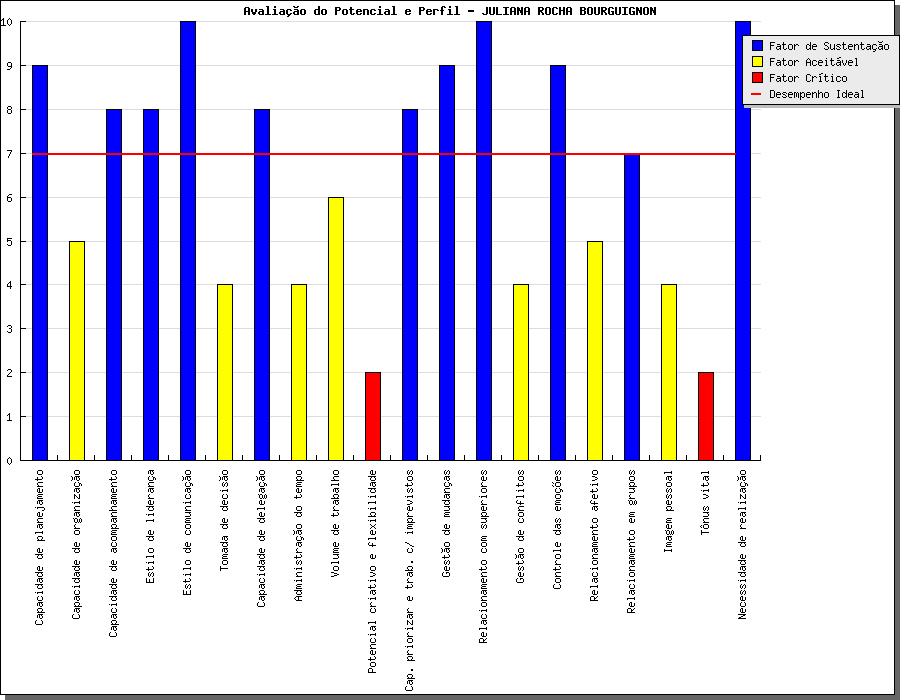 Avaliação do Potencial e Perfil - JULIANA ROCHA BOURGUIGNON
10
9
8
7
6
5
4
3
2
1
0
Fator de Sustentação
Fator Aceitável
Fator Crítico
Desempenho Ideal
Capacidade de planejamento
Capacidade de organização
Capacidade de acompanhamento
Estilo de liderança
Estilo de comunicação
Tomada de decisão
Capacidade de delegação
Administração do tempo
Volume de trabalho
Potencial criativo e flexibilidade
Cap. priorizar e trab. c/ imprevistos
Gestão de mudanças
Relacionamento com superiores
Gestão de conflitos
Controle das emoções
Relacionamento afetivo
Relacionamento em grupos
Imagem pessoal
Tônus vital
Necessidade de realização